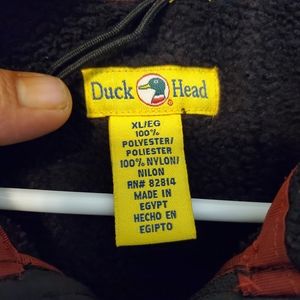 Duck Head
XL/EG
100%
POLYESTER/
POLIESTER
100% NYLON/
NILON
RN# 82814
MADE IN
EGYPT
HECHO EN
EGIPTO